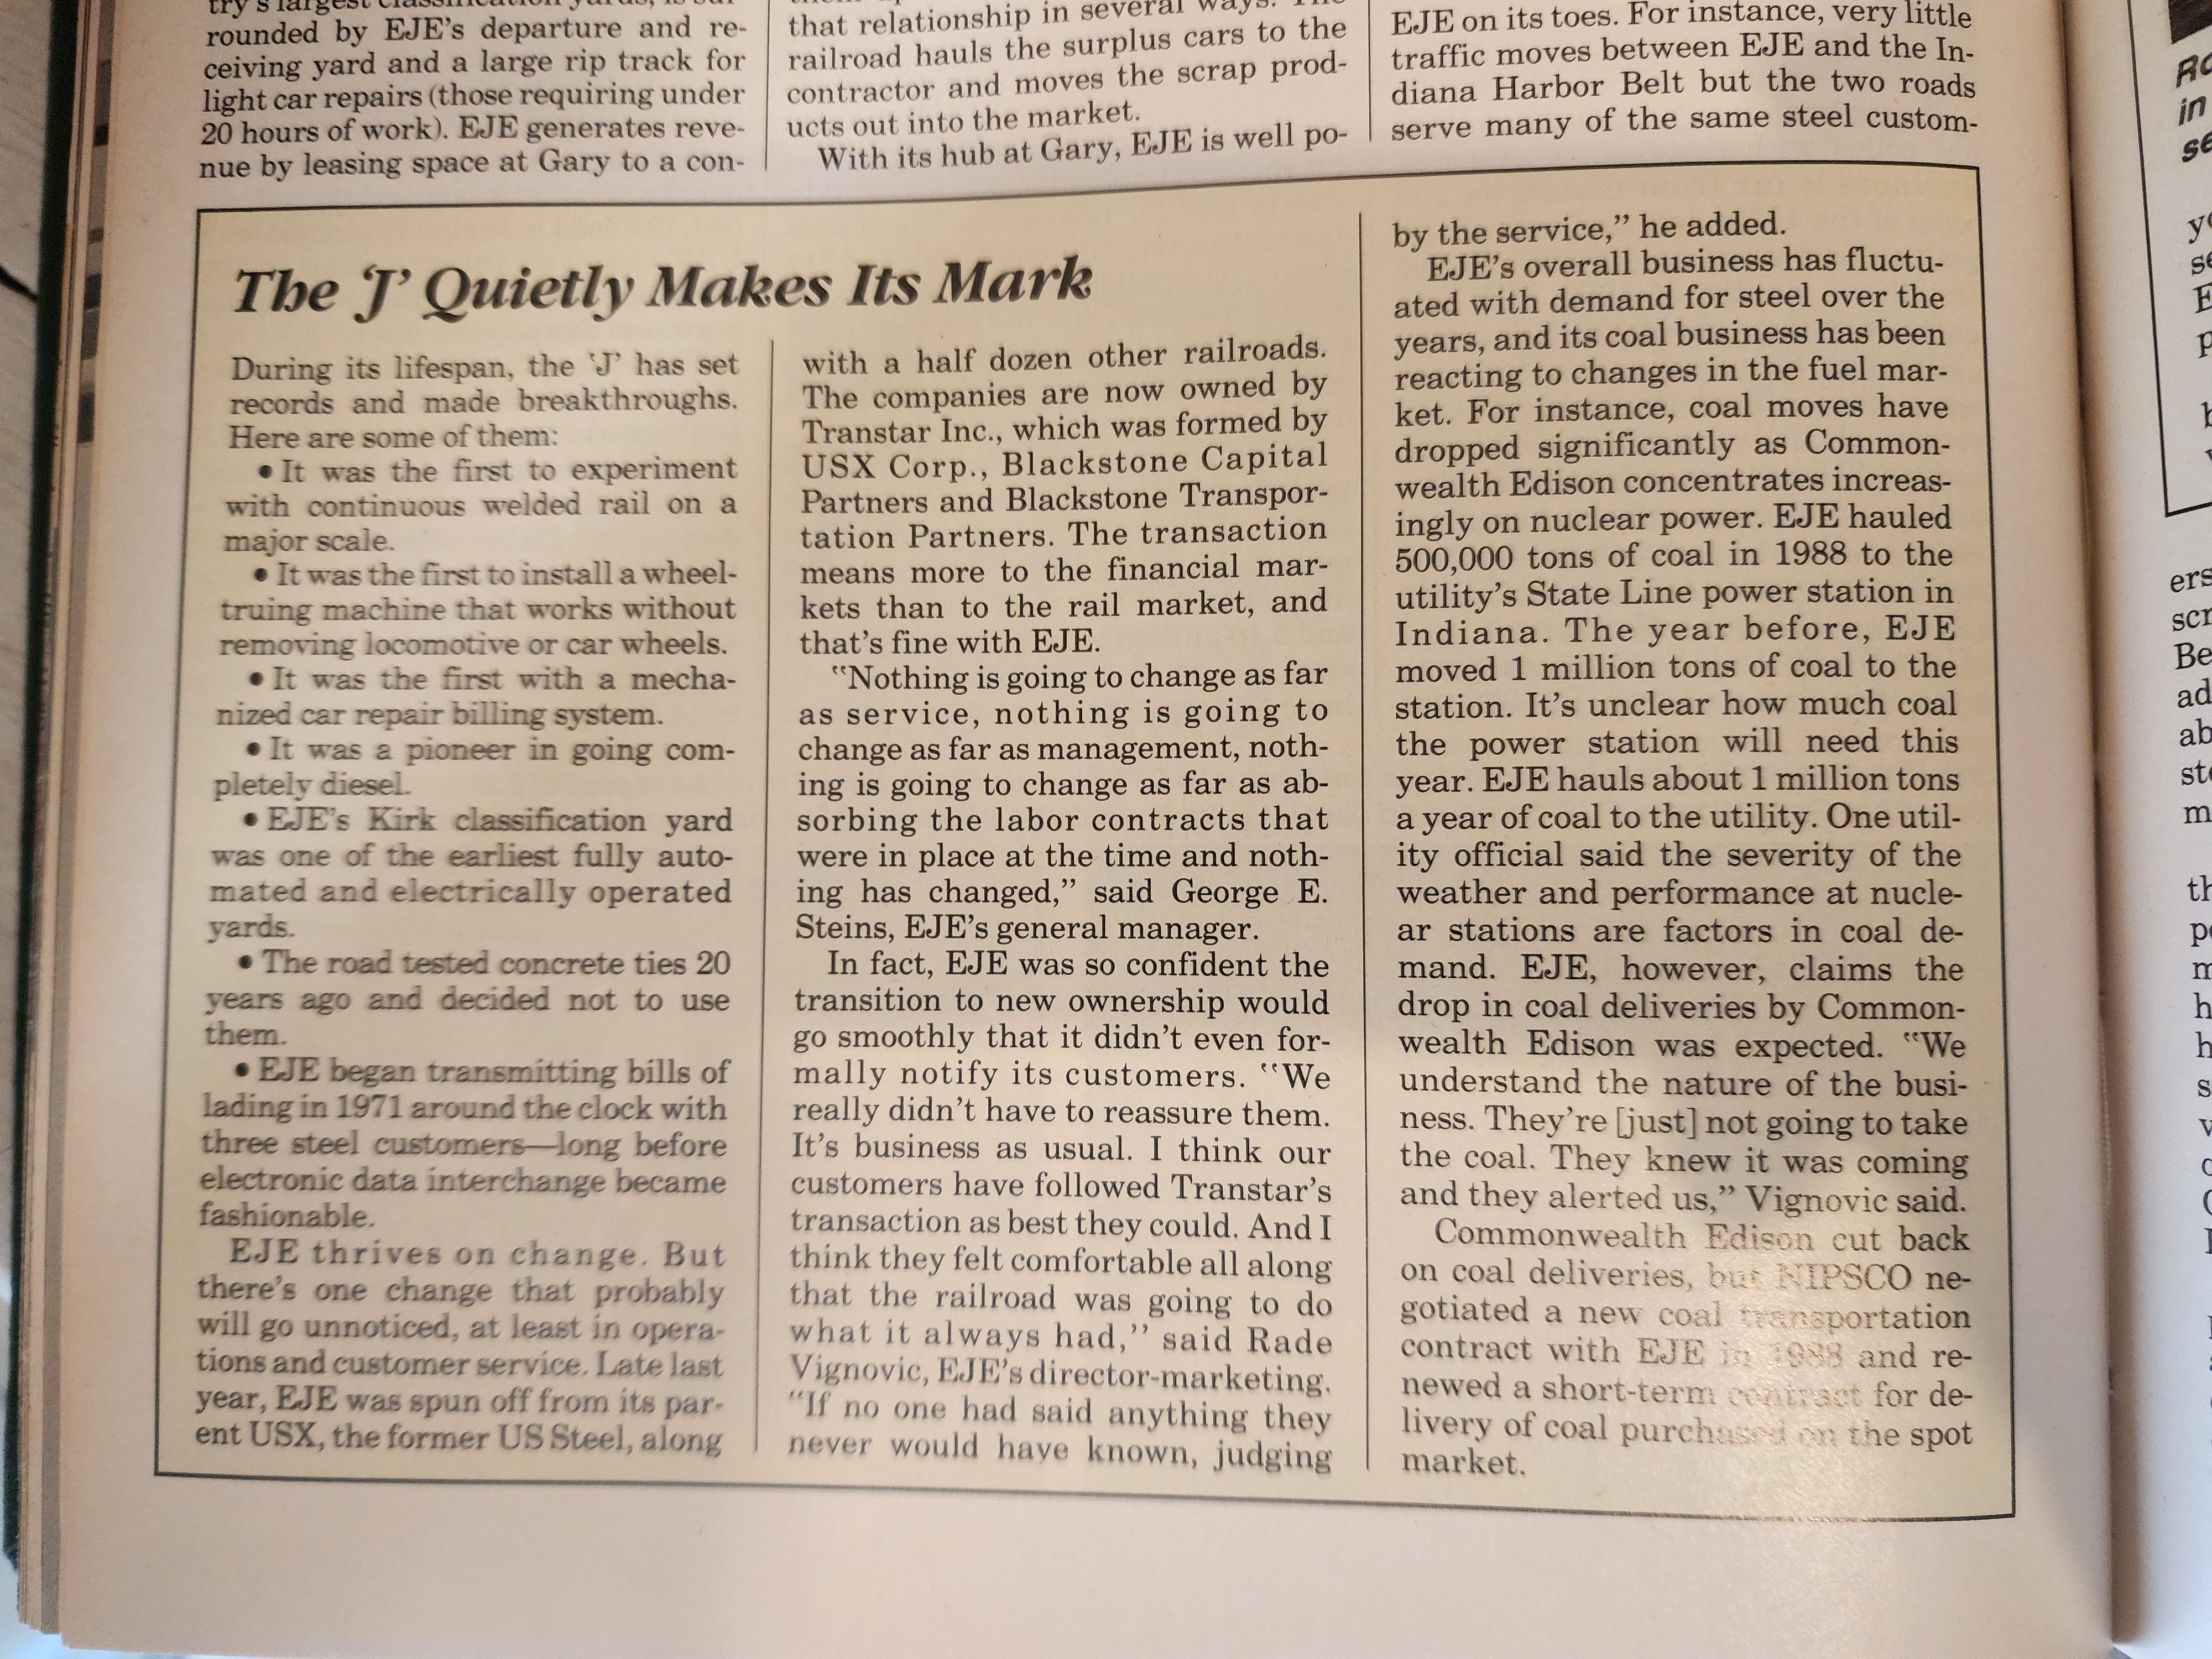 try's largest classification yards, is sur-
rounded by EJE's departure and re-
ceiving yard and a large rip track for
light car repairs (those requiring under
20 hours of work). EJE generates reve-
nue by leasing space at Gary to a con-
that relationship in several ways. The
railroad hauls the surplus cars to the
contractor and moves the scrap prod-
ucts out into the market.
With its hub at Gary, EJE is well po-
EJE on its toes. For instance, very little
traffic moves between EJE and the In-
diana Harbor Belt but the two roads
serve many of the same steel custom-
The 'J' Quietly Makes Its Mark
During its lifespan, the 'J' has set
records and made breakthroughs.
Here are some of them:
• It was the first to experiment
with continuous welded rail on a
major scale.
• It was the first to install a wheel-
truing machine that works without
removing locomotive or car wheels.
• It was the first with a mecha-
nized car repair billing system.
• It was a pioneer in going com-
pletely diesel.
• EJE's Kirk classification yard
was one of the earliest fully auto-
mated and electrically operated
yards.
• The road tested concrete ties 20
years ago and decided not to use
them.
• EJE began transmitting bills of
lading in 1971 around the clock with
three steel customers—long before
electronic data interchange became
fashionable.
EJE thrives on change. But
there's one change that probably
will go unnoticed, at least in opera-
tions and customer service. Late last
year, EJE was spun off from its par-
ent USX, the former US Steel, along
with a half dozen other railroads.
The companies are now owned by
Transtar Inc., which was formed by
USX Corp., Blackstone Capital
Partners and Blackstone Transpor-
tation Partners. The transaction
means more to the financial mar-
kets than to the rail market, and
that's fine with EJE.
"Nothing is going to change as far
as service, nothing is going to
change as far as management, noth-
ing is going to change as far as ab-
sorbing the labor contracts that
were in place at the time and noth-
ing has changed," said George E.
Steins, EJE's general manager.
In fact, EJE was so confident the
transition to new ownership would
go smoothly that it didn't even for-
mally notify its customers. "We
really didn't have to reassure them.
It's business as usual. I think our
customers have followed Transtar's
transaction as best they could. And I
think they felt comfortable all along
that the railroad was going to do
what it always had," said Rade
Vignovic, EJE's director-marketing.
"If no one had said anything they
never would have known, judging
by the service," he added.
EJE's overall business has fluctu-
ated with demand for steel over the
years, and its coal business has been
reacting to changes in the fuel mar-
ket. For instance, coal moves have
dropped significantly as Common-
wealth Edison concentrates increas-
ingly on nuclear power. EJE hauled
500,000 tons of coal in 1988 to the
utility's State Line power station in
Indiana. The year before, EJE
moved 1 million tons of coal to the
station. It's unclear how much coal
the power station will need this
year. EJE hauls about 1 million tons
a year of coal to the utility. One util-
ity official said the severity of the
weather and performance at nucle-
ar stations are factors in coal de-
mand. EJE, however, claims the
drop in coal deliveries by Common-
wealth Edison was expected. "We
understand the nature of the busi-
ness. They're [just] not going to take
the coal. They knew it was coming
and they alerted us," Vignovic said.
Commonwealth Edison cut back
on coal deliveries, but NIPSCO ne-
gotiated a new coal transportation
contract with EJE in 1988 and re-
newed a short-term contract for de-
livery of coal purchased on the spot
market.